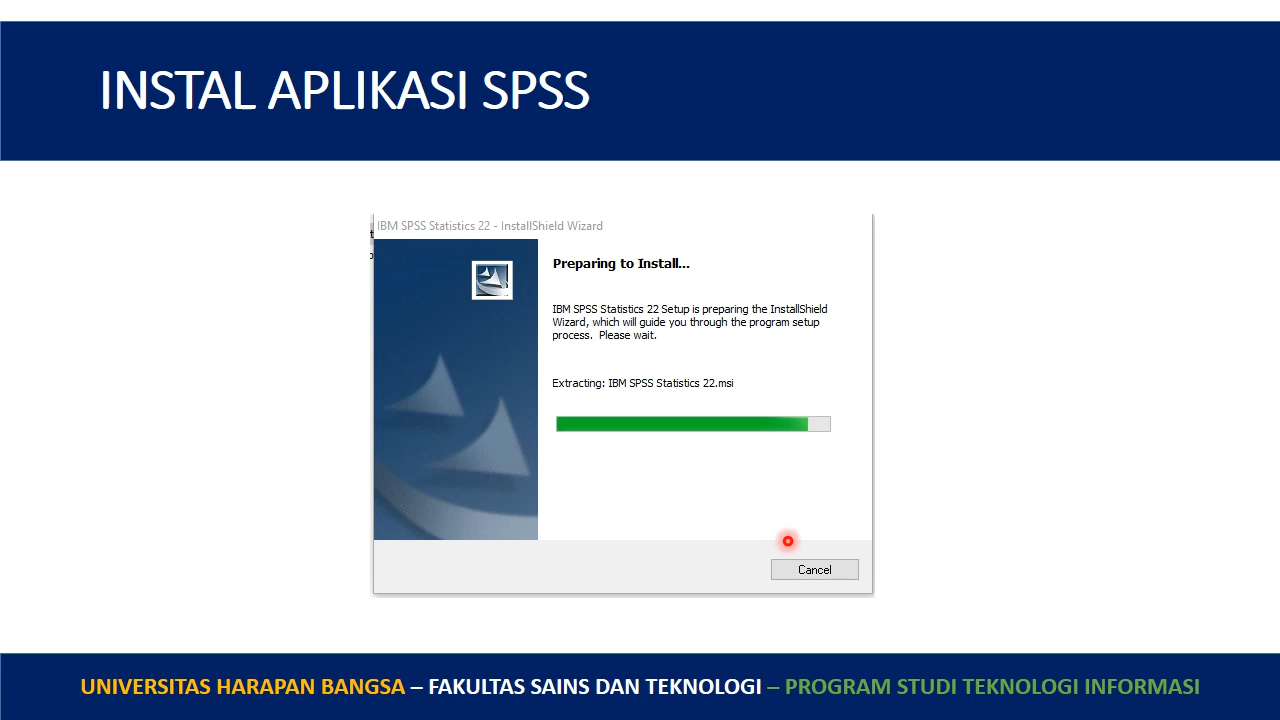 INSTAL APLIKASI SPSS
IBM SPSS Statistics 22 - InstallShield Wizard
Preparing to Install...
IBM SPSS Statistics 22 Setup is preparing the InstallShield
Wizard, which will guide you through the program setup
process. Please wait.
Extracting: IBM SPSS Statistics 22.msi
Cancel
UNIVERSITAS HARAPAN BANGSA – FAKULTAS SAINS DAN TEKNOLOGI – PROGRAM STUDI TEKNOLOGI INFORMASI